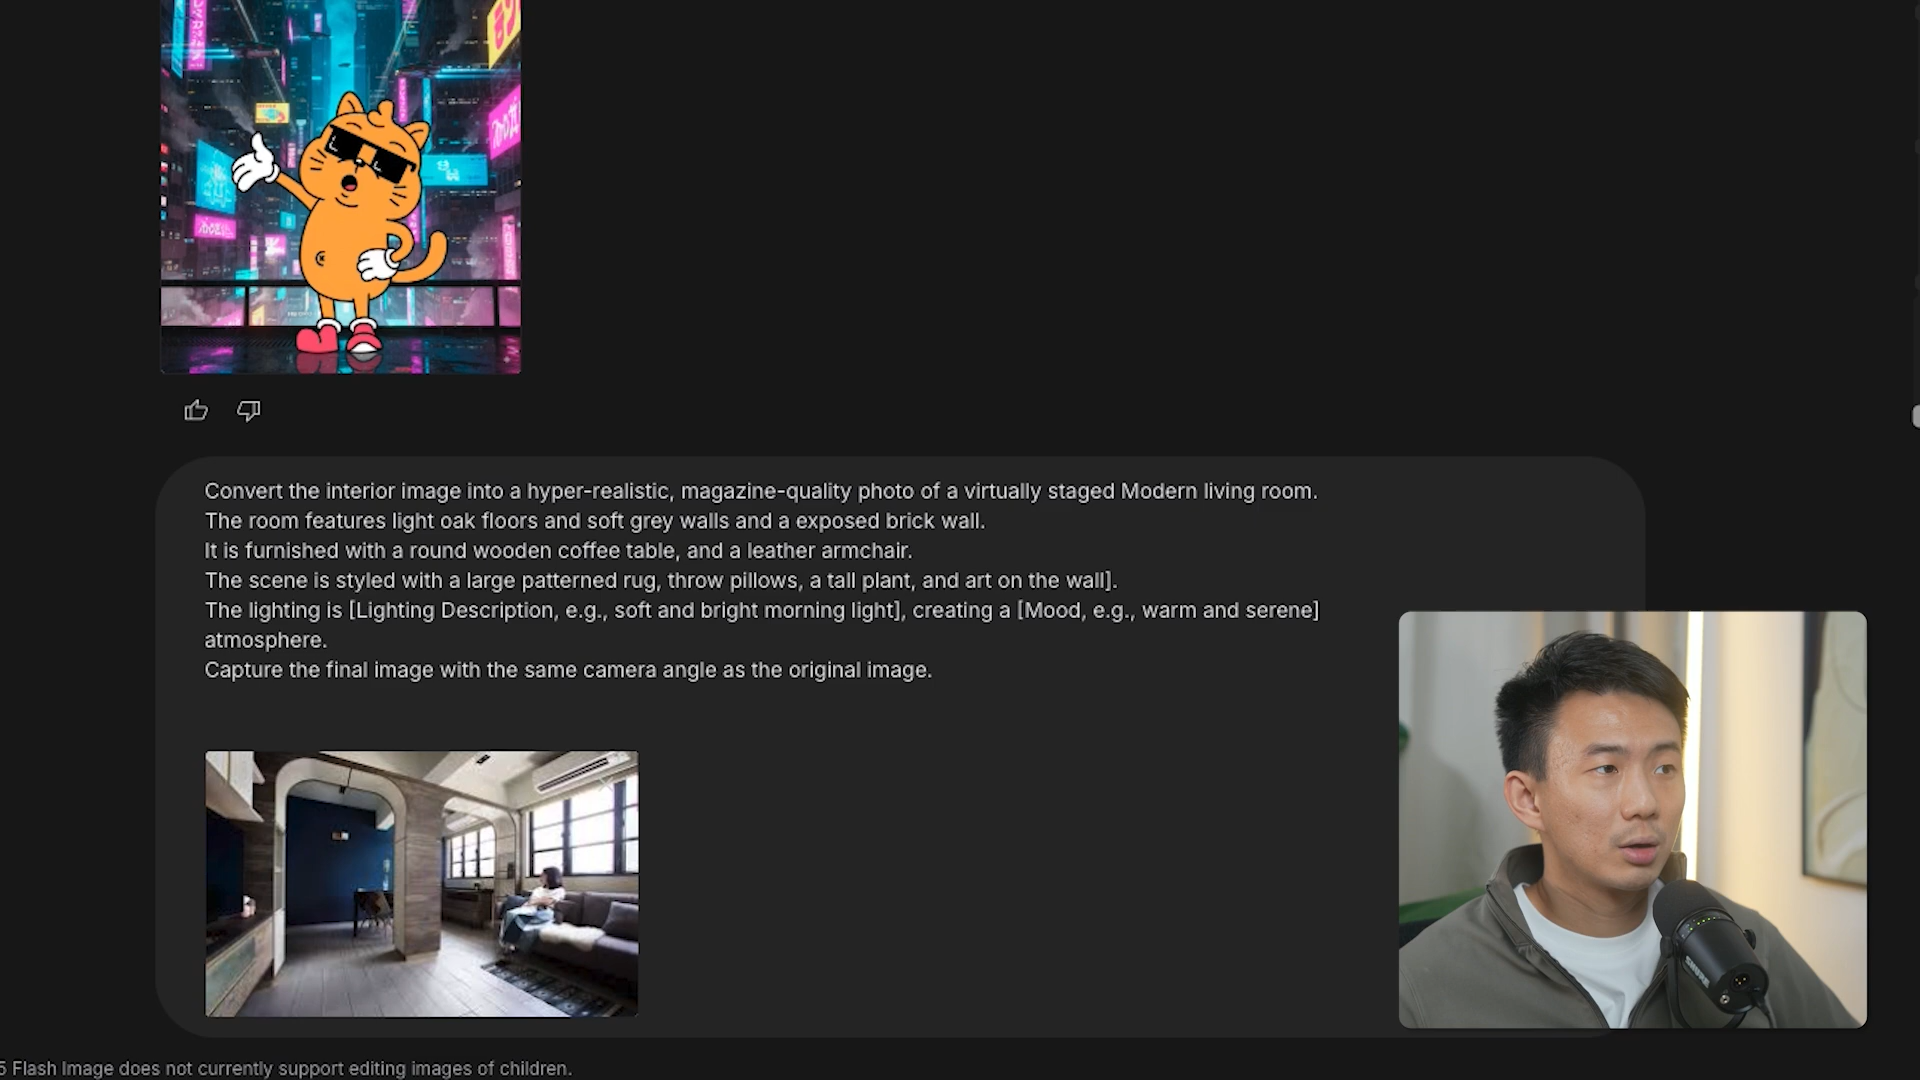 Convert the interior image into a hyper-realistic, magazine-quality photo of a virtually staged Modern living room.
The room features light oak floors and soft grey walls and a exposed brick wall.
It is furnished with a round wooden coffee table, and a leather armchair.
The scene is styled with a large patterned rug, throw pillows, a tall plant, and art on the wall].
The lighting is [Lighting Description, e.g., soft and bright morning light], creating a [Mood, e.g., warm and serene]
atmosphere.
Capture the final image with the same camera angle as the original image.
SHURE
5 Flash Image does not currently support editing images of children.